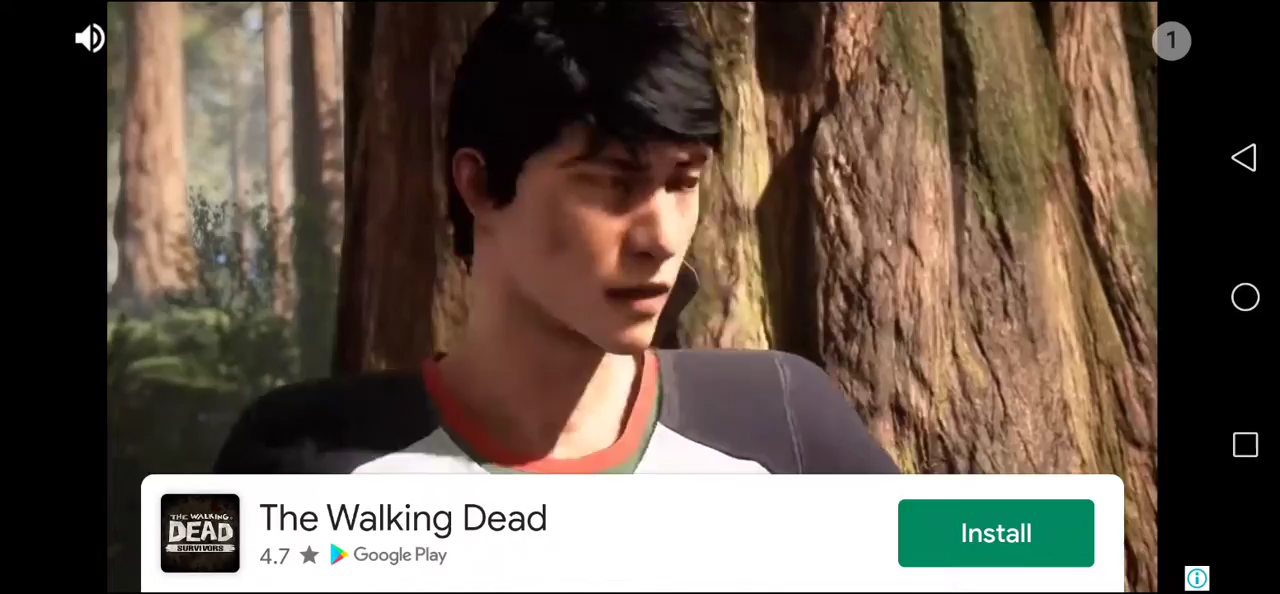 1
THE WALKING
DEAD
SURVIVORS
The Walking Dead
4.7 ★ Google Play
Install